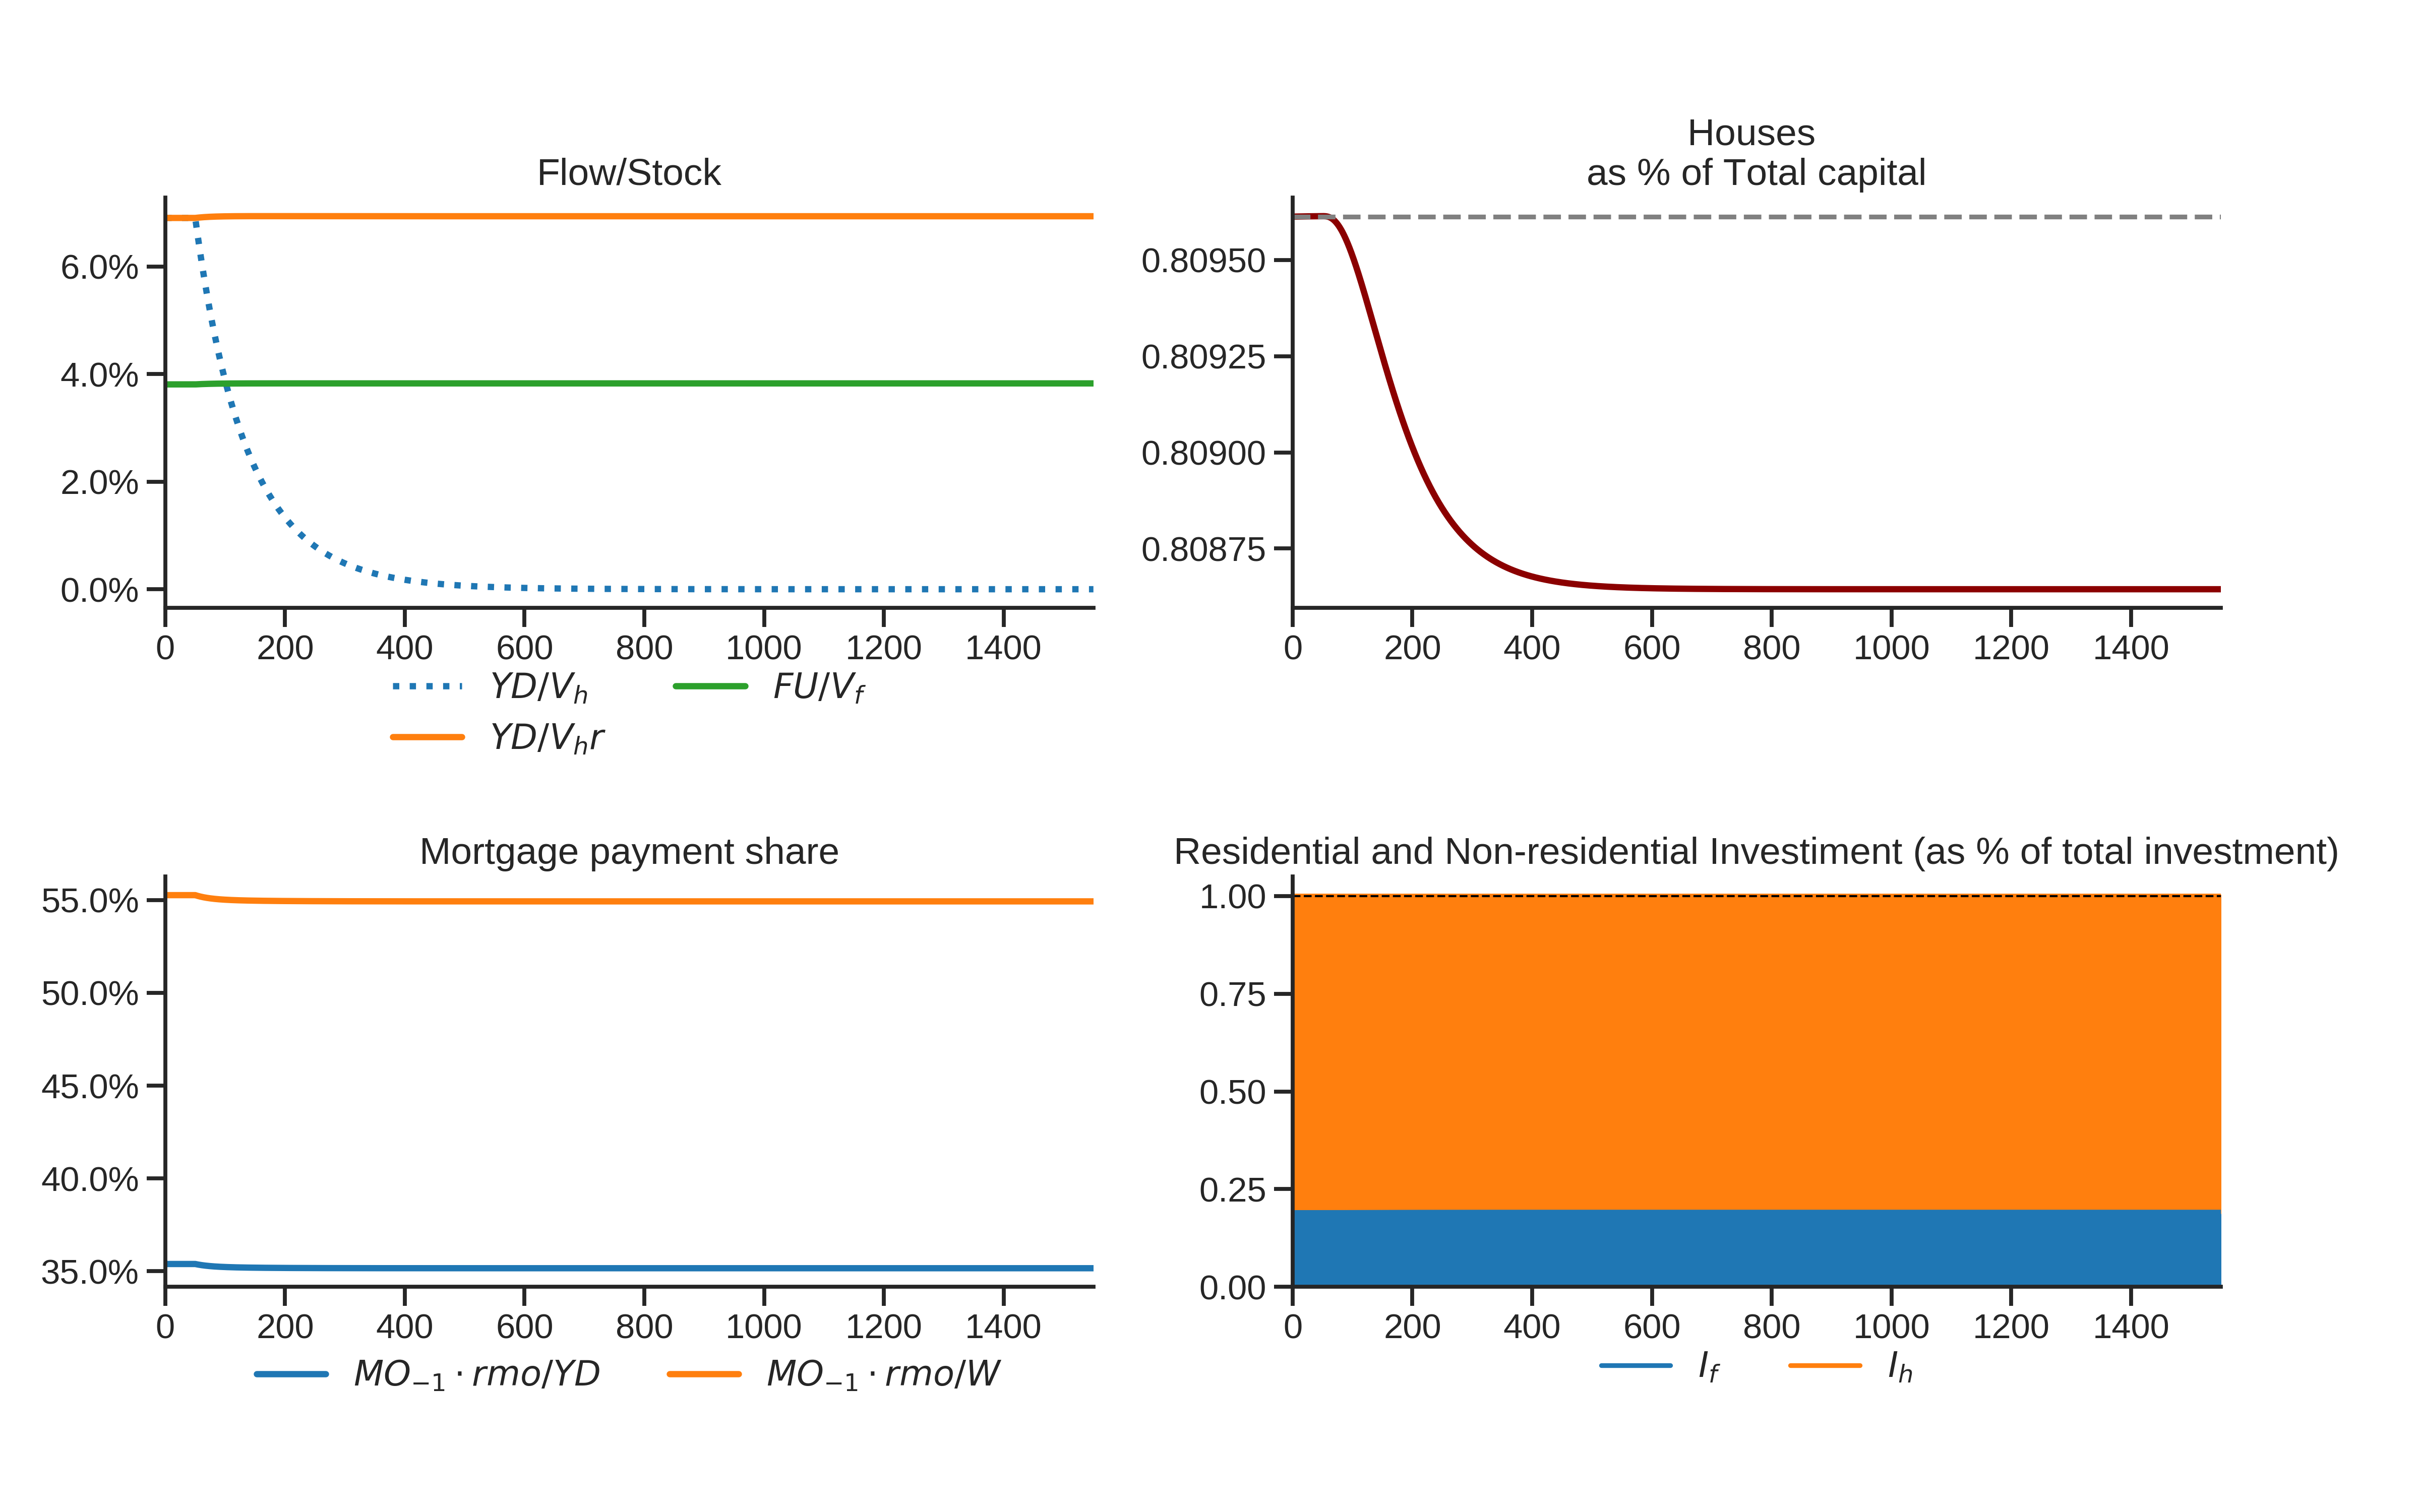 Flow/Stock
6.0%
4.0%
2.0%
0.0%
0 200 400 600 800 1000 1200 1400
YD/V_h FU/V_f
YD/V_hr
Houses
as % of Total capital
0.80950
0.80925
0.80900
0.80875
0 200 400 600 800 1000 1200 1400
Mortgage payment share
55.0%
50.0%
45.0%
40.0%
35.0%
0 200 400 600 800 1000 1200 1400
MO_{−1} · rmo/YD MO_{−1} · rmo/W
Residential and Non-residential Investiment (as % of total investment)
1.00
0.75
0.50
0.25
0.00
0 200 400 600 800 1000 1200 1400
I_f I_h